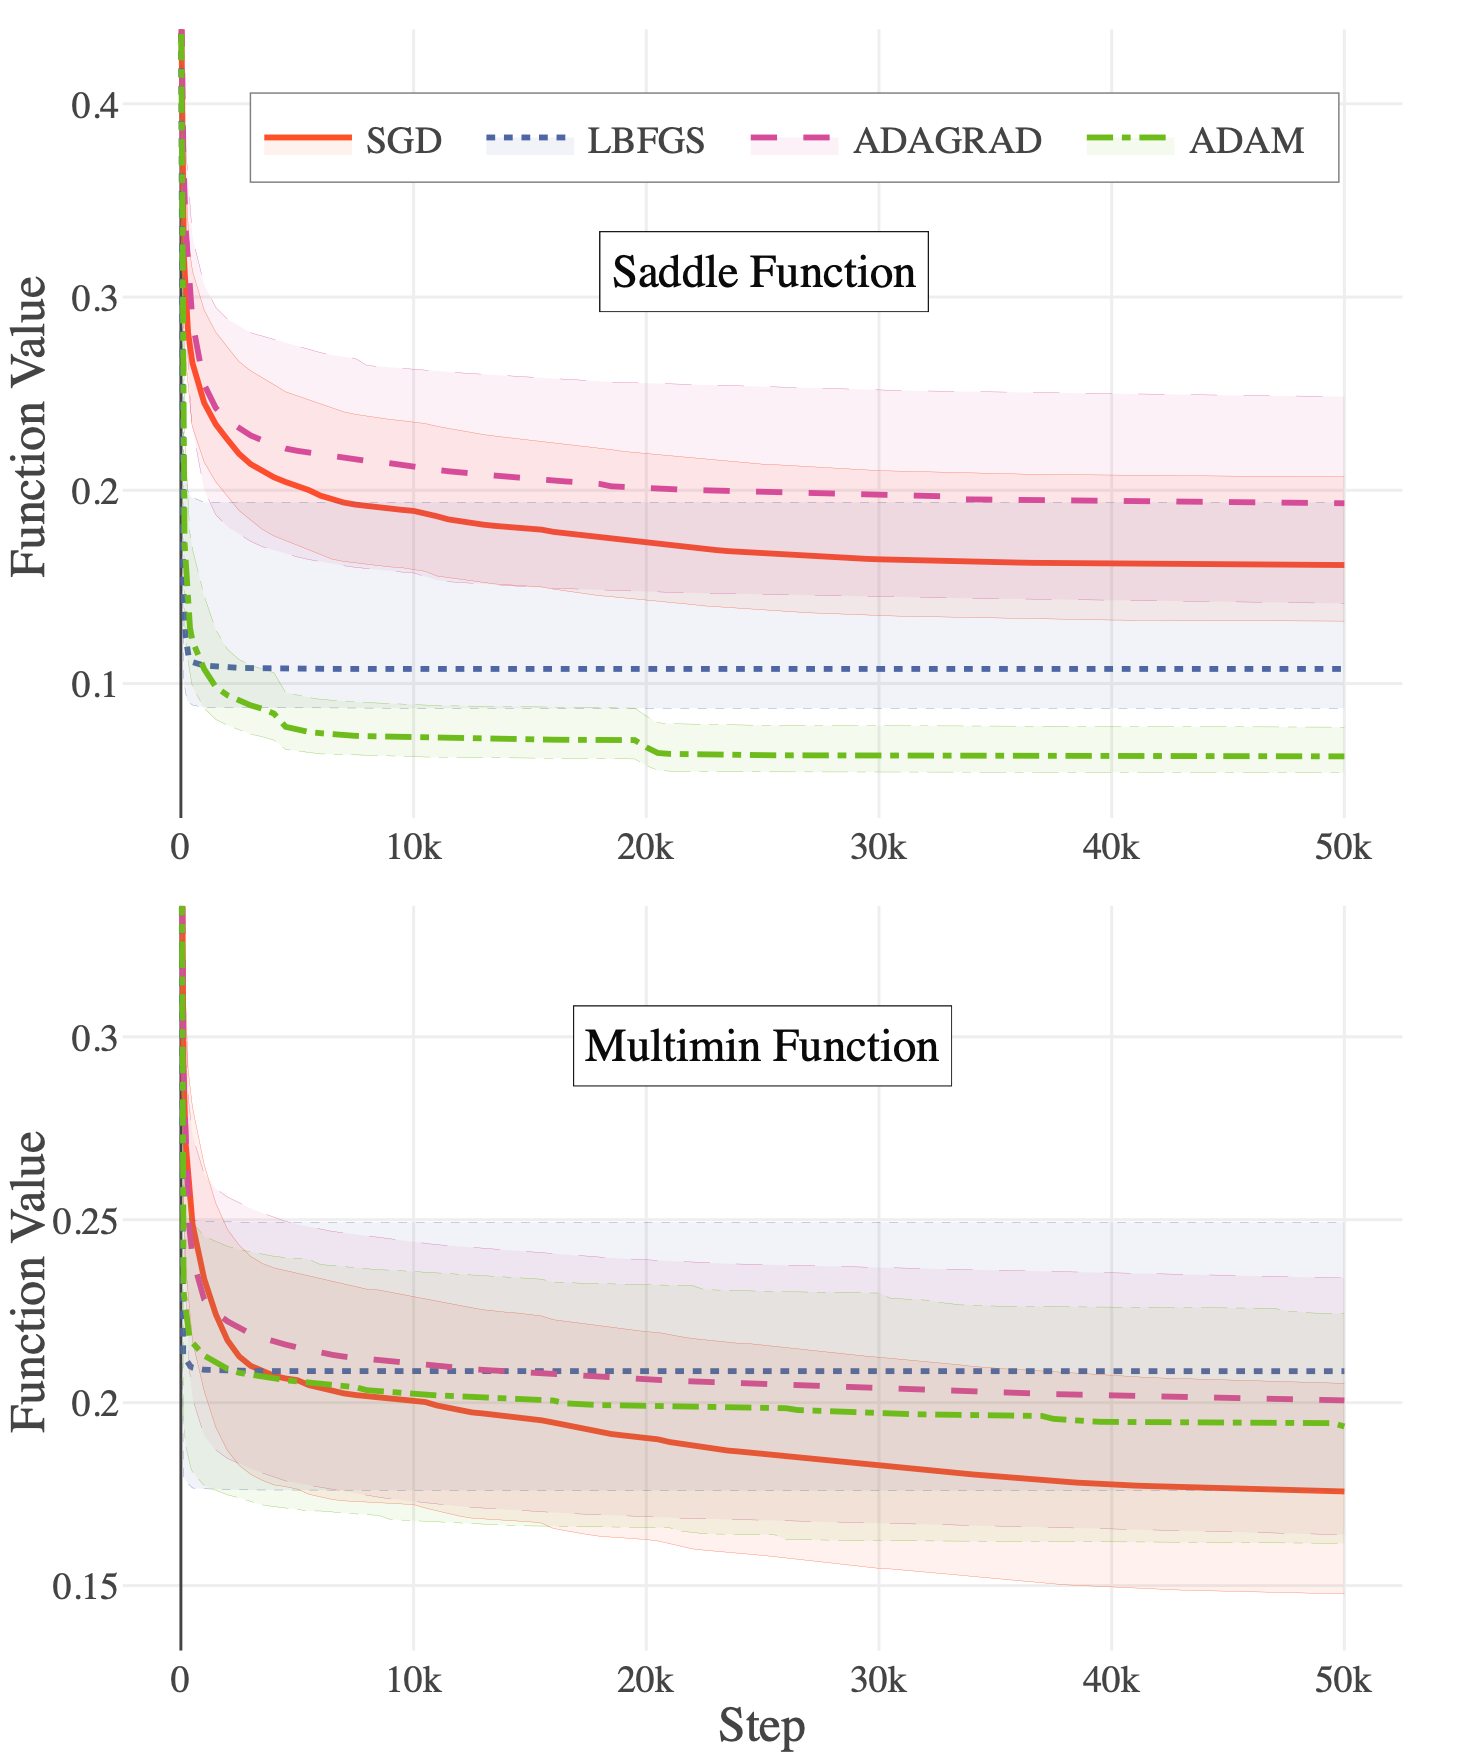 0.4
SGD LBFGS ADAGRAD ADAM
Saddle Function
0.3
Function Value
0.2
0.1
0 10k 20k 30k 40k 50k
0.3
Multimin Function
0.25
Function Value
0.2
0.15
0 10k 20k 30k 40k 50k
Step